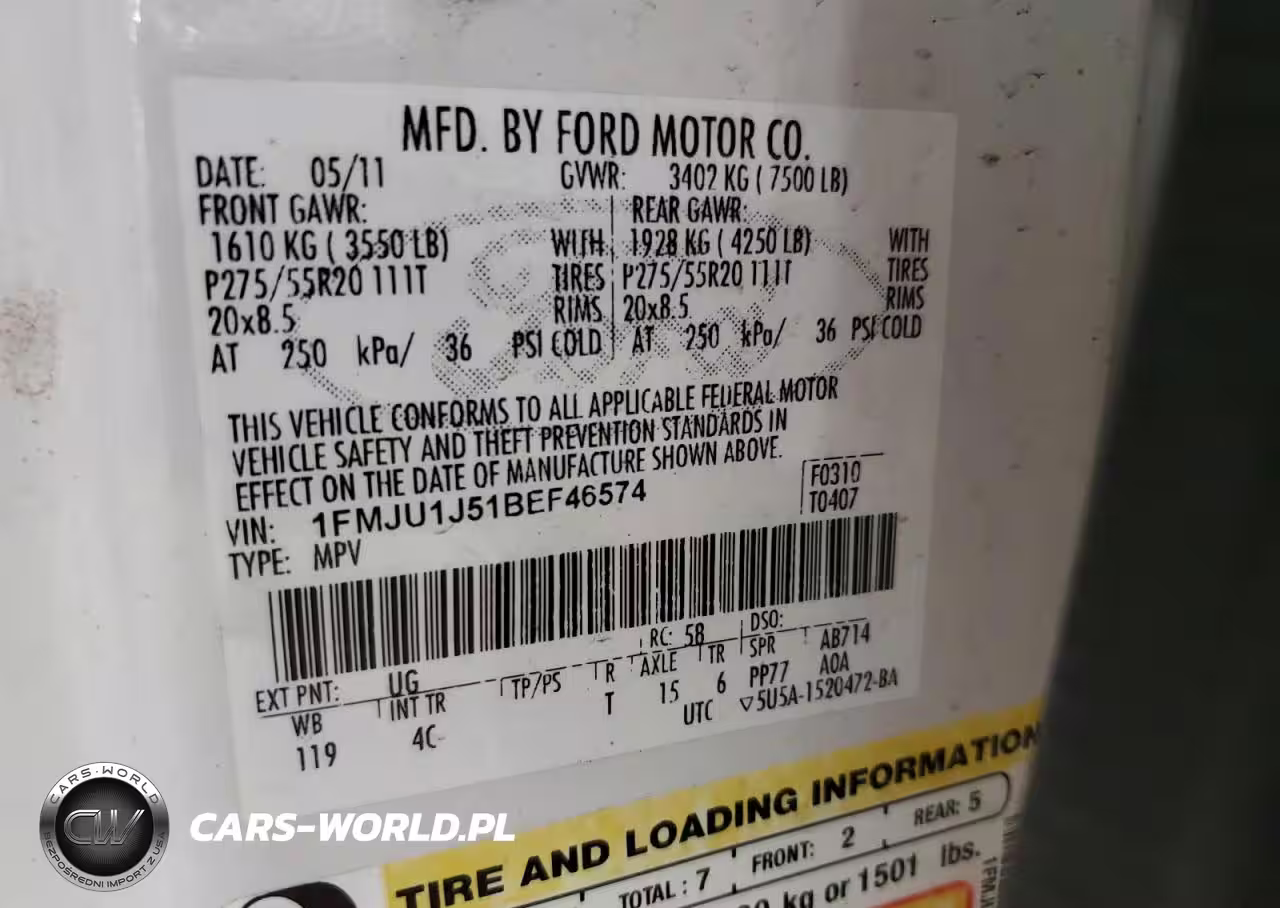 MFD. BY FORD MOTOR CO.
DATE: 05/11 GVWR: 3402 KG ( 7500 LB)
FRONT GAWR: REAR GAWR:
1610 KG ( 3550 LB) WITH 1928 KG ( 4250 LB) WITH
P275/55R20 111T TIRES P275/55R20 111T TIRES
20x8.5 RIMS 20x8.5 RIMS
AT 250 kPa/ 36 PSI COLD AT 250 kPa/ 36 PSI COLD
THIS VEHICLE CONFORMS TO ALL APPLICABLE FEDERAL MOTOR
VEHICLE SAFETY AND THEFT PREVENTION STANDARDS IN
EFFECT ON THE DATE OF MANUFACTURE SHOWN ABOVE.
VIN: 1FMJU1J51BEF46574
F0310
T0407
TYPE: MPV
EXT PNT: UG RC: 58 DSO:
WB INT TR TP/PS R AXLE TR SPR AB714
119 4C T 15 6 PP77 A0A
UTC ▽5U5A-1520472-BA
TIRE AND LOADING INFORMATION
TOTAL : 7 FRONT: 2 REAR: 5
kg or 1501 lbs.
CARS-WORLD
CW
BEZPOŚREDNI IMPORT Z USA
CARS-WORLD.PL